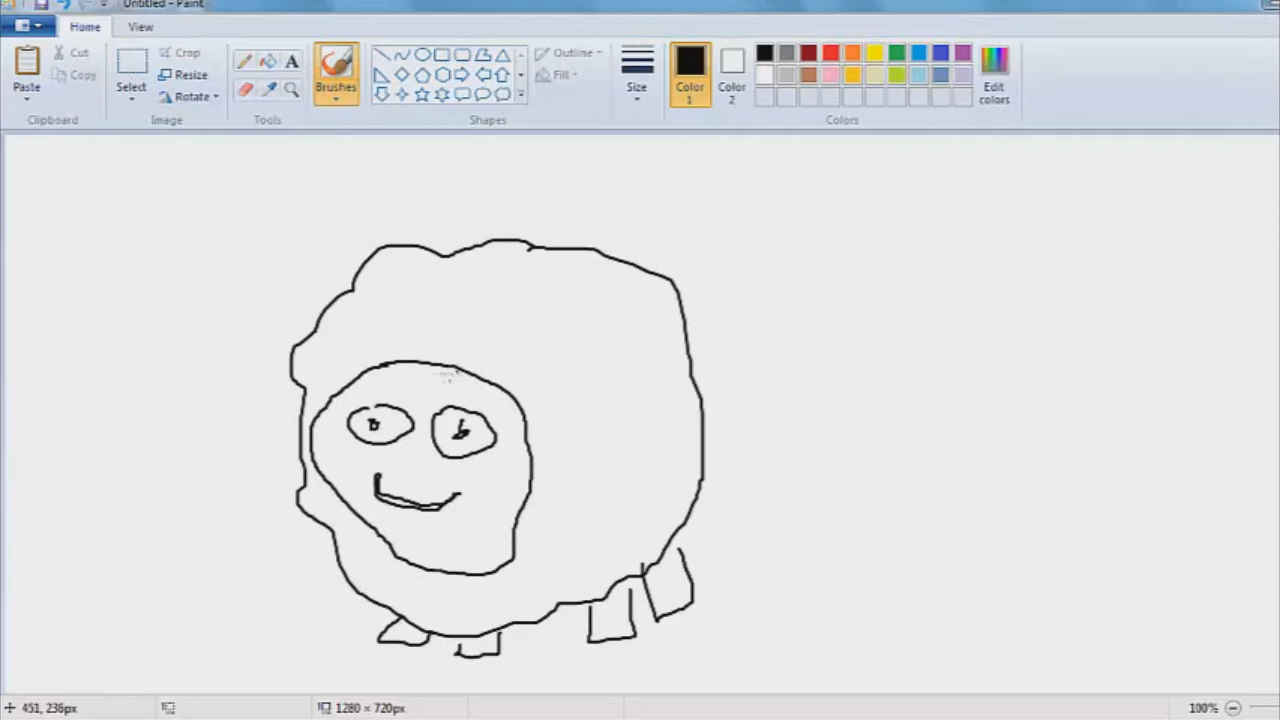 Untitled - Paint
Home View
Cut
Copy
Paste
Clipboard
Crop
Resize
Rotate
Select
Image
A
Tools
Brushes
Shapes
Outline
Fill
Size
Color 1
Color 2
Edit colors
Colors
451, 236px
1280 × 720px
100%